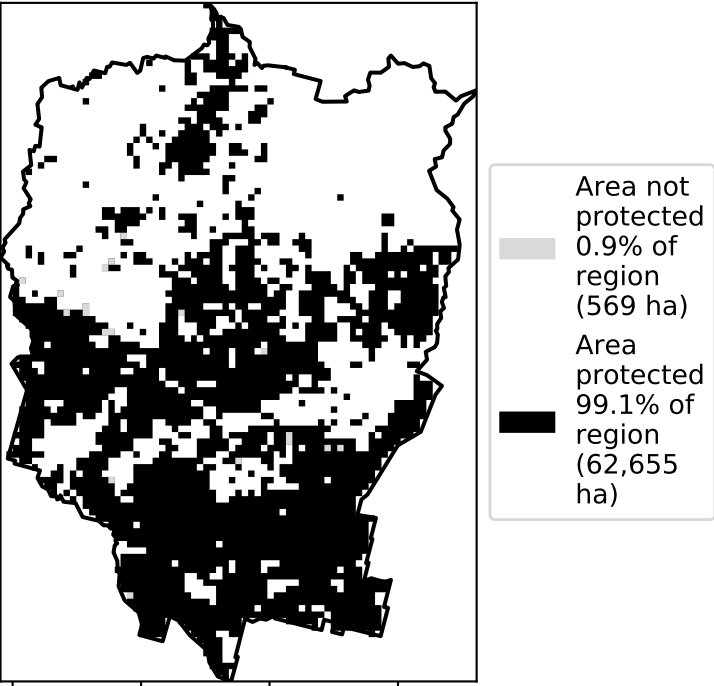 Area not
protected
0.9% of
region
(569 ha)
Area
protected
99.1% of
region
(62,655
ha)